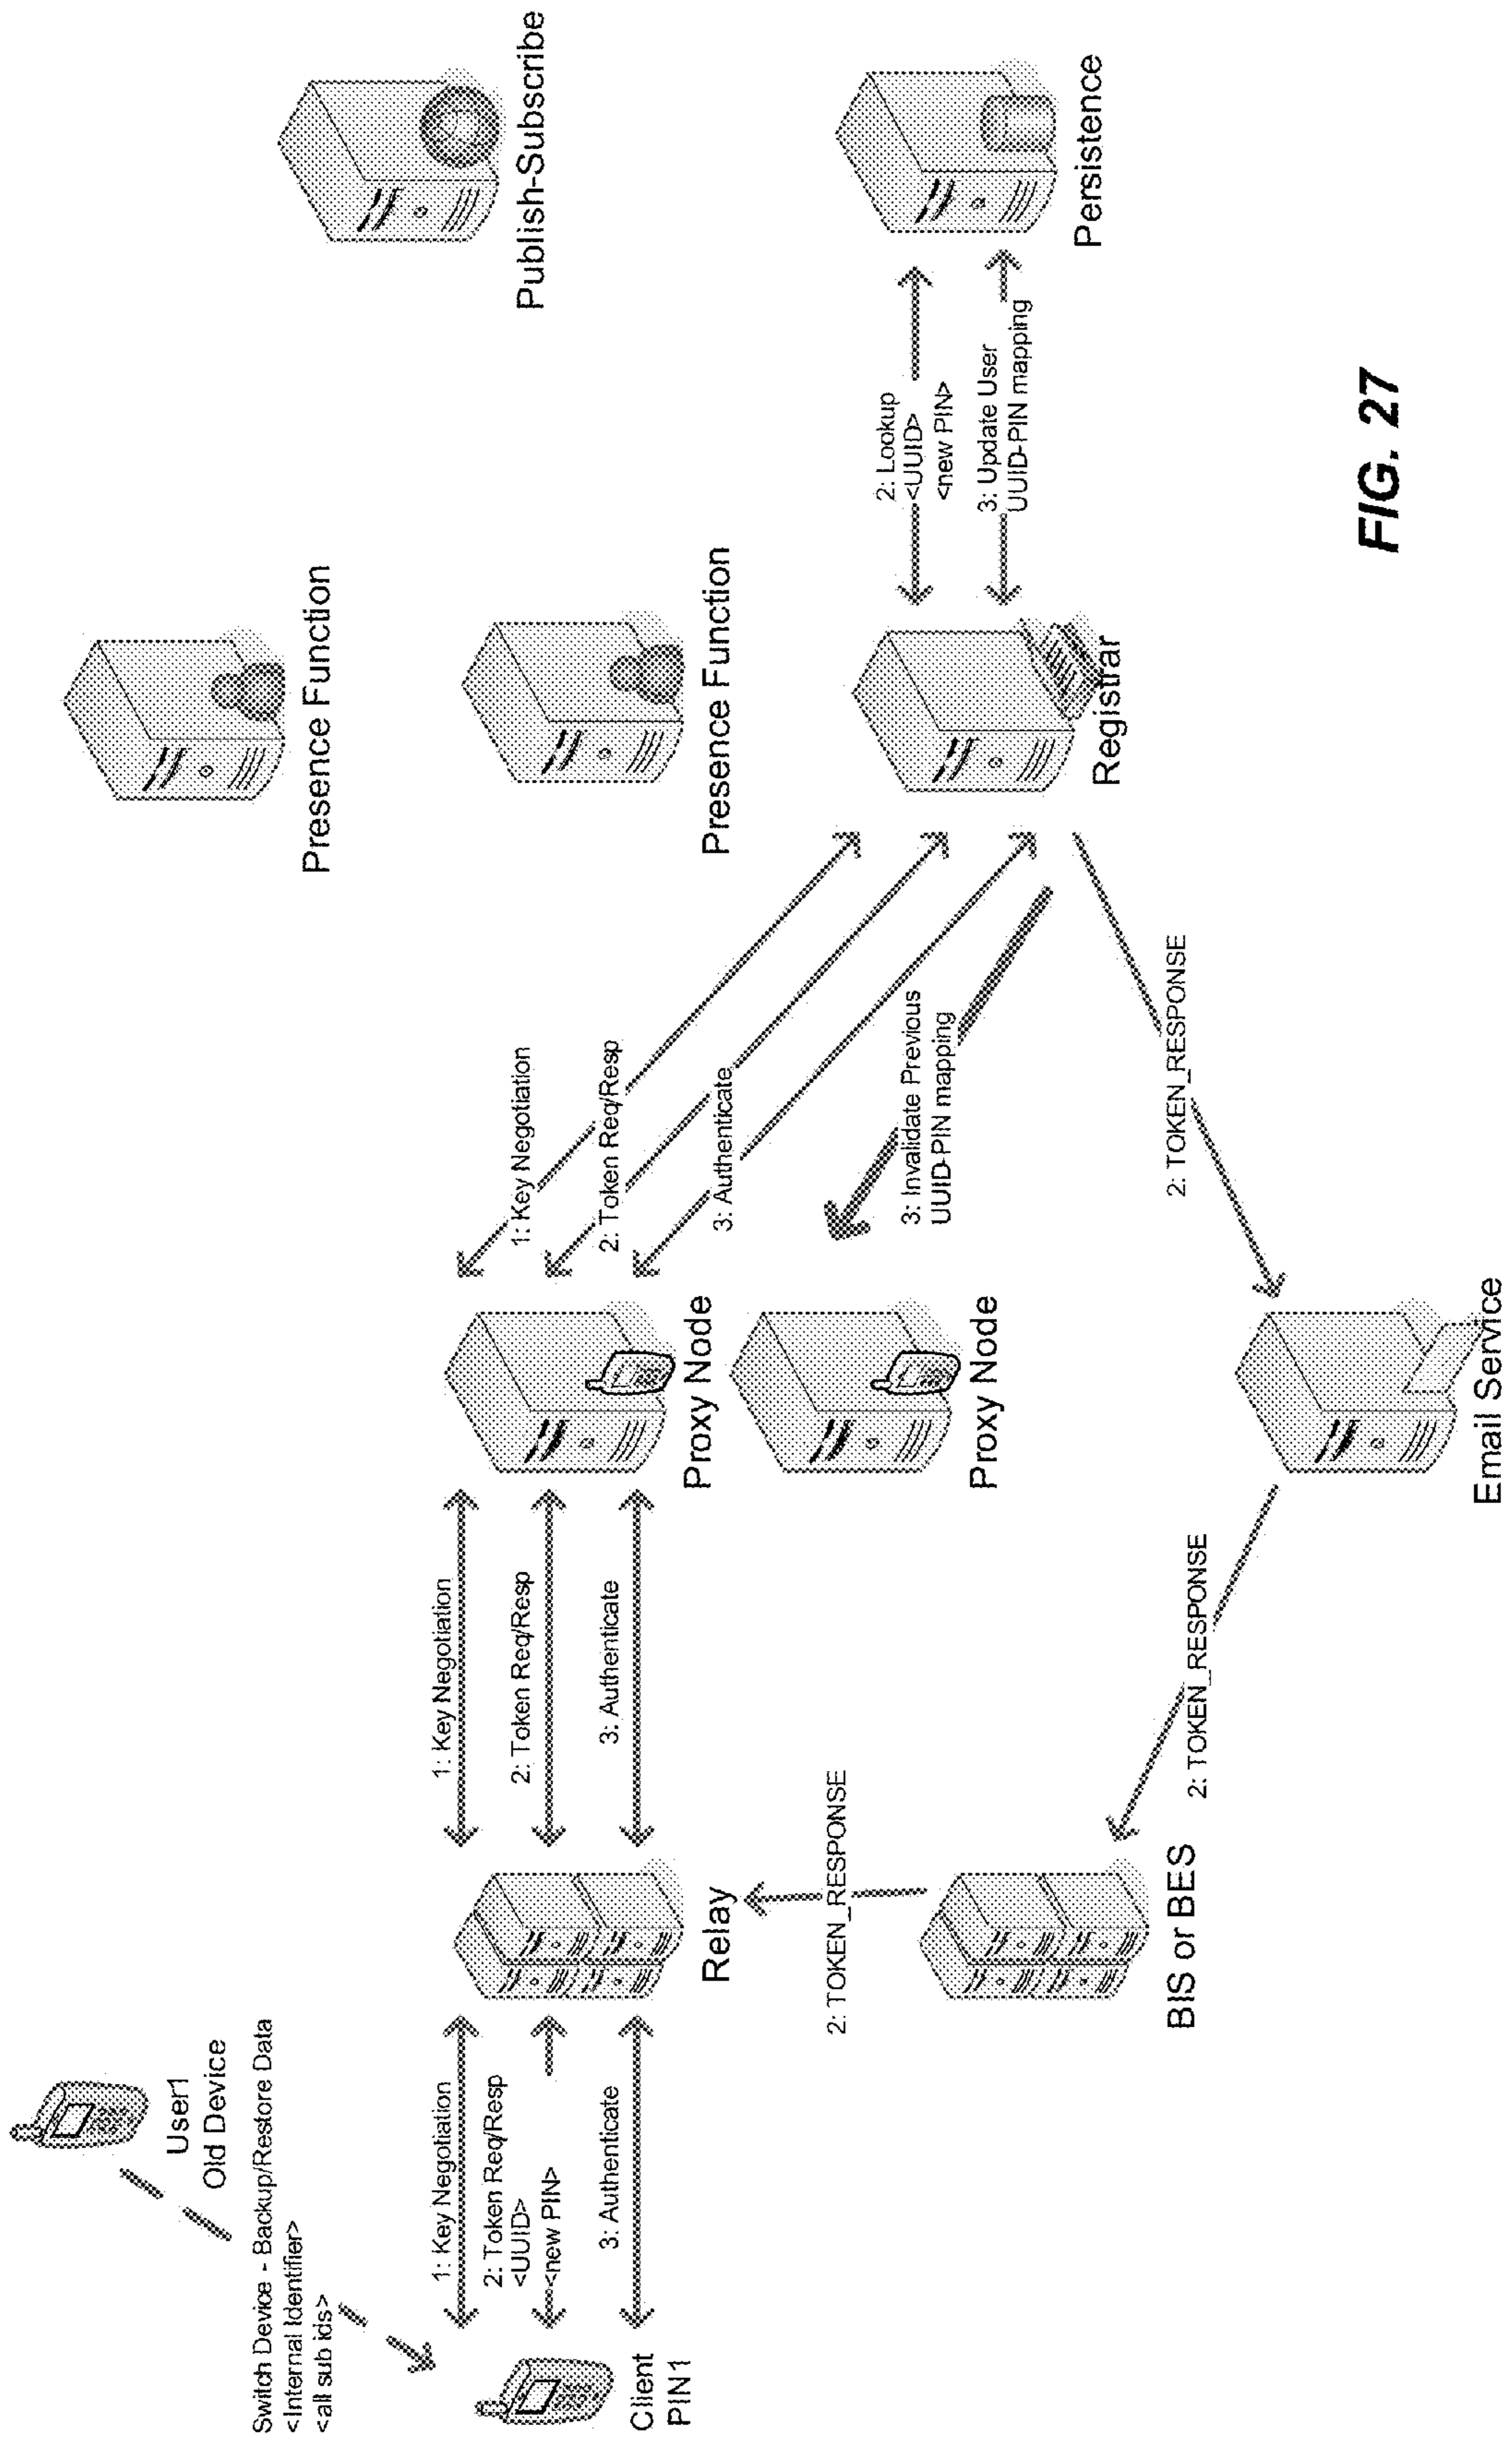 User1
Old Device
Switch Device - Backup/Restore Data
<Internal Identifier>
<all sub ids>
Client
PIN1
1: Key Negotiation
2: Token Req/Resp
<UUID>
<new PIN>
3: Authenticate
Relay
2: TOKEN_RESPONSE
BIS or BES
1: Key Negotiation
2: Token Req/Resp
3: Authenticate
2: TOKEN_RESPONSE
Proxy Node
Proxy Node
Email Service
1: Key Negotiation
2: Token Req/Resp
3: Authenticate
3: Invalidate Previous
UUID-PIN mapping
2: TOKEN_RESPONSE
Presence Function
Presence Function
Registrar
2: Lookup
<UUID>
<new PIN>
3: Update User
UUID-PIN mapping
Publish-Subscribe
Persistence
FIG. 27